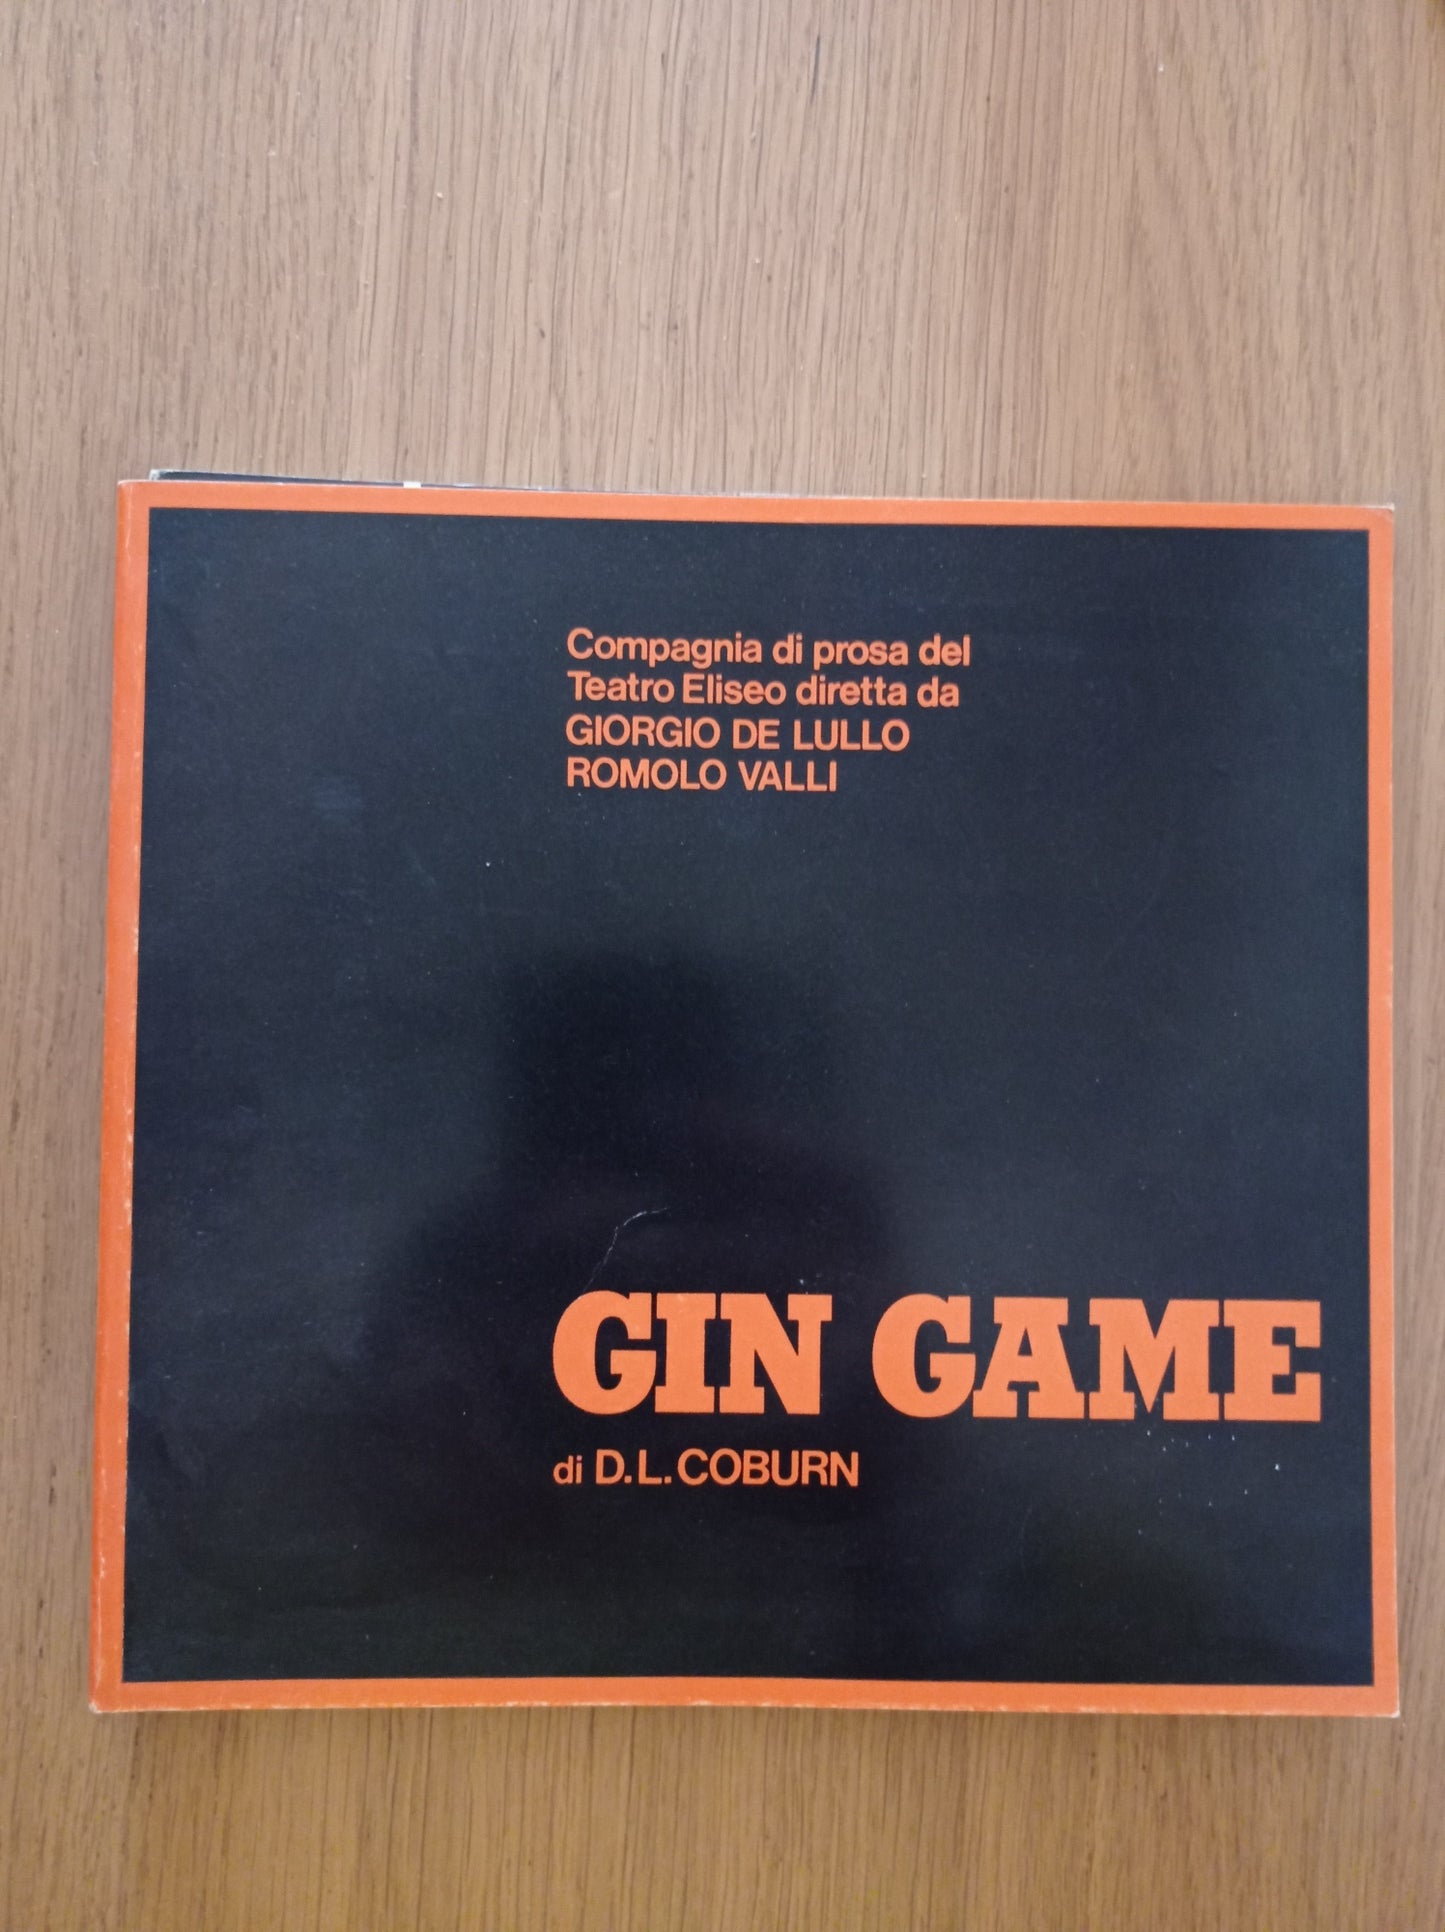 Compagnia di prosa del
Teatro Eliseo diretta da
GIORGIO DE LULLO
ROMOLO VALLI
GIN GAME
di D.L.COBURN